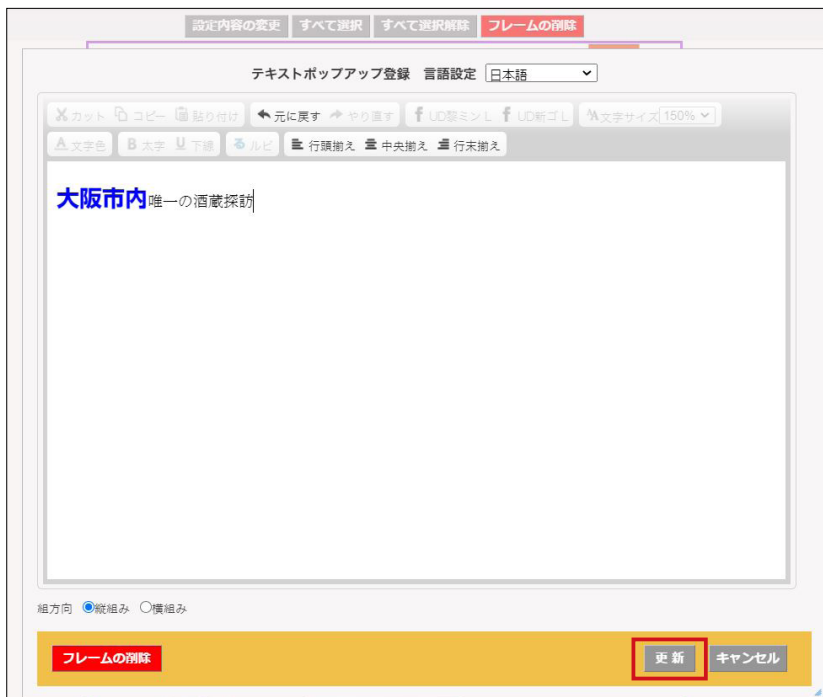 設定内容の変更 すべて選択 すべて選択解除 フレームの削除
テキストポップアップ登録 言語設定 日本語
カット コピー 貼り付け 元に戻す やり直す UD黎ミン L UD新ゴ L 文字サイズ 150%
文字色 B 太字 U 下線 ルビ 行頭揃え 中央揃え 行末揃え
大阪市内唯一の酒蔵探訪
組方向 縦組み 横組み
フレームの削除 更新 キャンセル